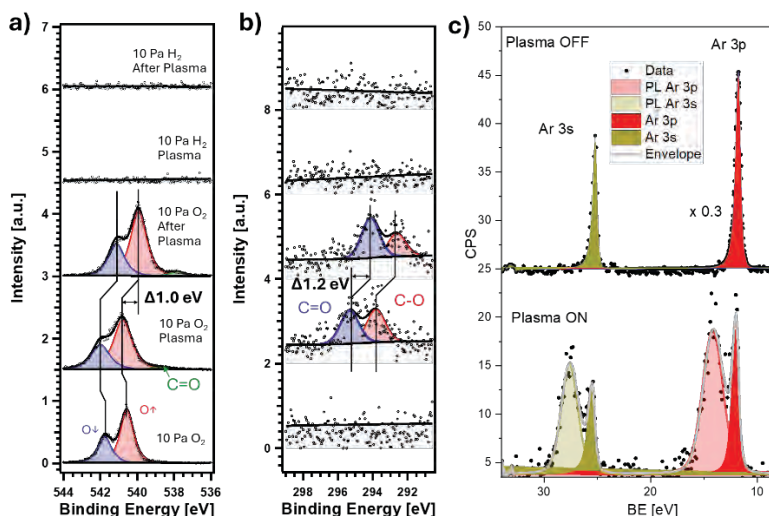 a)
7
6
5
4
3
2
1
0
Intensity [a.u.]
10 Pa H₂
After Plasma
10 Pa H₂
Plasma
10 Pa O₂
After
Plasma
Δ1.0 eV
10 Pa O₂
Plasma
C=O
O↓
O↑
10 Pa O₂
544 542 540 538 536
Binding Energy [eV]
b)
8
6
4
2
0
Intensity [a.u.]
Δ1.2 eV
C=O
C-O
298 296 294 292
Binding Energy [eV]
c)
50
45
40
35
30
25
20
15
10
5
CPS
Plasma OFF
Ar 3p
Data
PL Ar 3p
PL Ar 3s
Ar 3p
Ar 3s
Envelope
Ar 3s
x 0.3
Plasma ON
30 20 10
BE [eV]